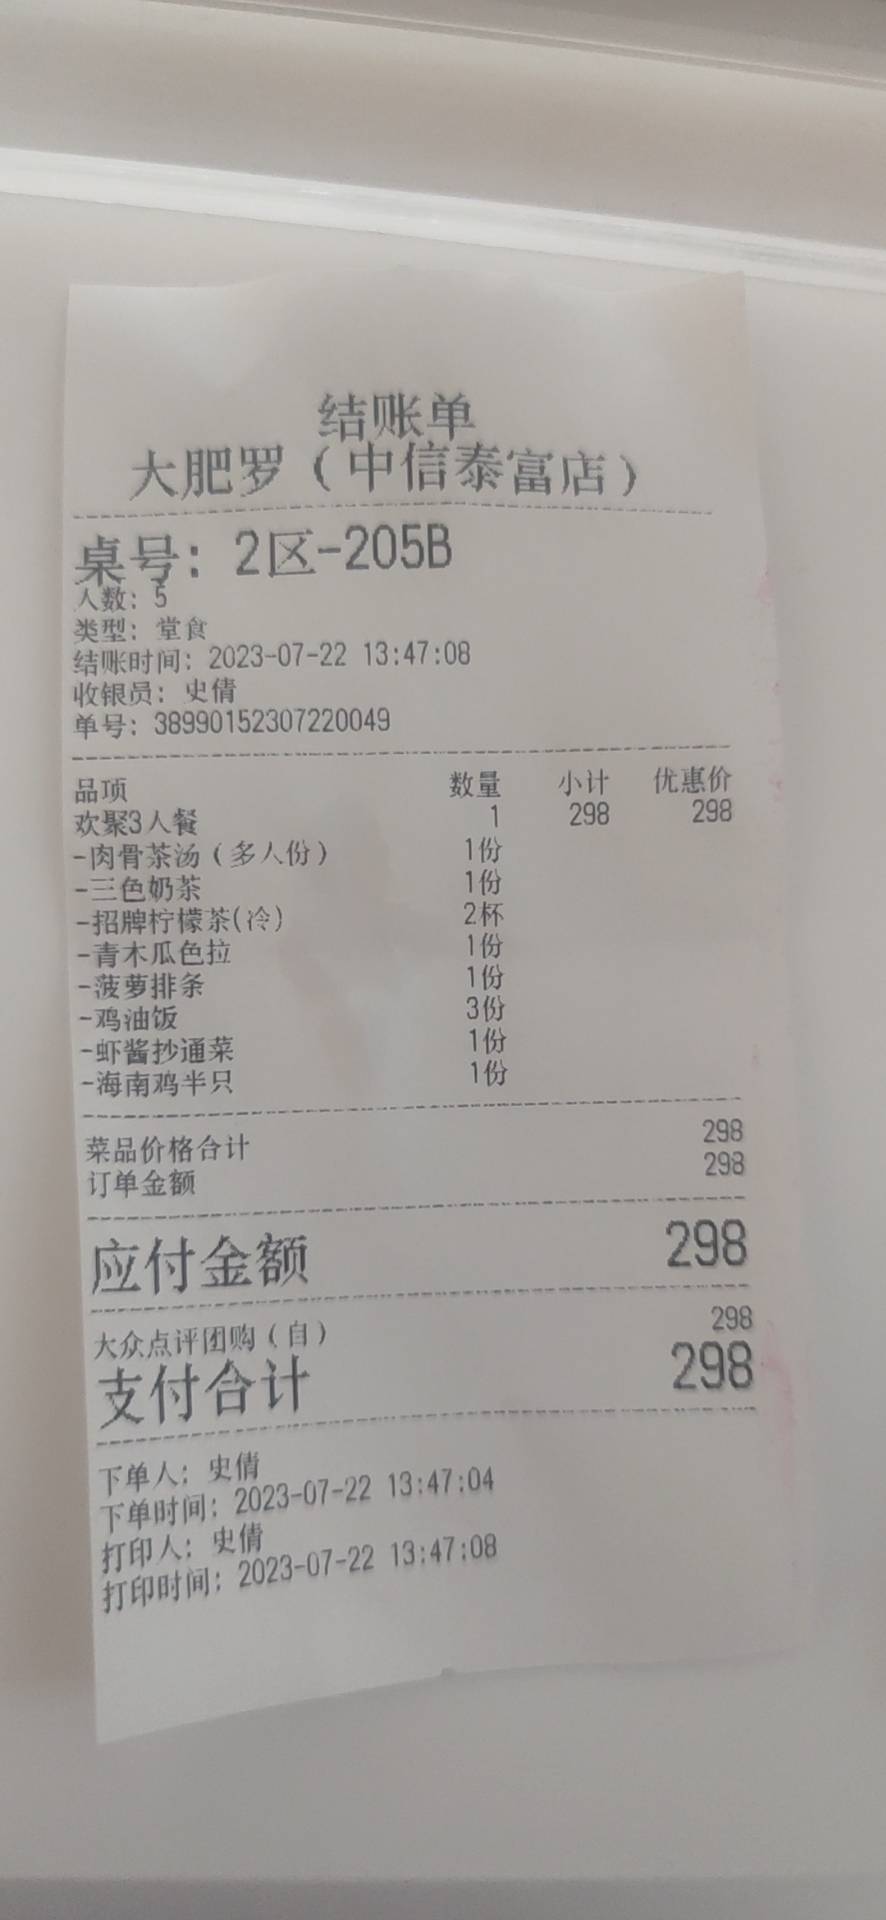 结账单
大肥罗（中信泰富店）
桌号：2区-205B
人数：5
类型：堂食
结账时间：2023-07-22 13:47:08
收银员：史倩
单号：38990152307220049
品项 数量 小计 优惠价
欢聚3人餐 1 298 298
-肉骨茶汤（多人份） 1份
-三色奶茶 1份
-招牌柠檬茶(冷) 2杯
-青木瓜色拉 1份
-菠萝排条 1份
-鸡油饭 3份
-虾酱抄通菜 1份
-海南鸡半只 1份
菜品价格合计 298
订单金额 298
应付金额 298
大众点评团购（自） 298
支付合计 298
下单人：史倩
下单时间：2023-07-22 13:47:04
打印人：史倩
打印时间：2023-07-22 13:47:08